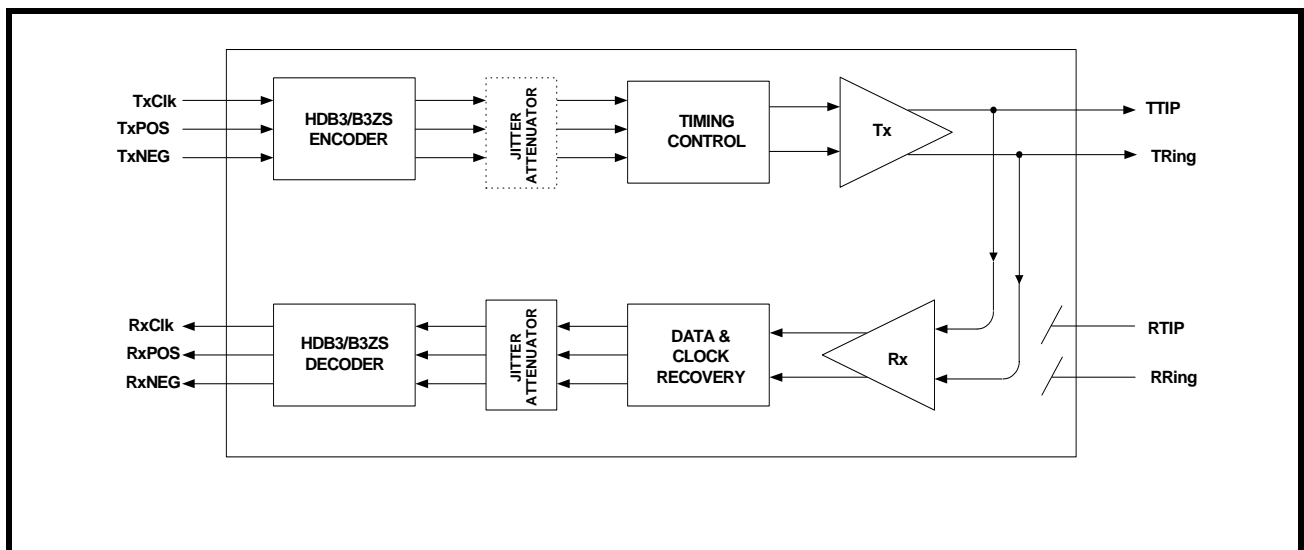 TxClk
TxPOS
TxNEG
HDB3/B3ZS
ENCODER
JITTER
ATTENUATOR
TIMING
CONTROL
Tx
TTIP
TRing
RxClk
RxPOS
RxNEG
HDB3/B3ZS
DECODER
JITTER
ATTENUATOR
DATA &
CLOCK
RECOVERY
Rx
RTIP
RRing